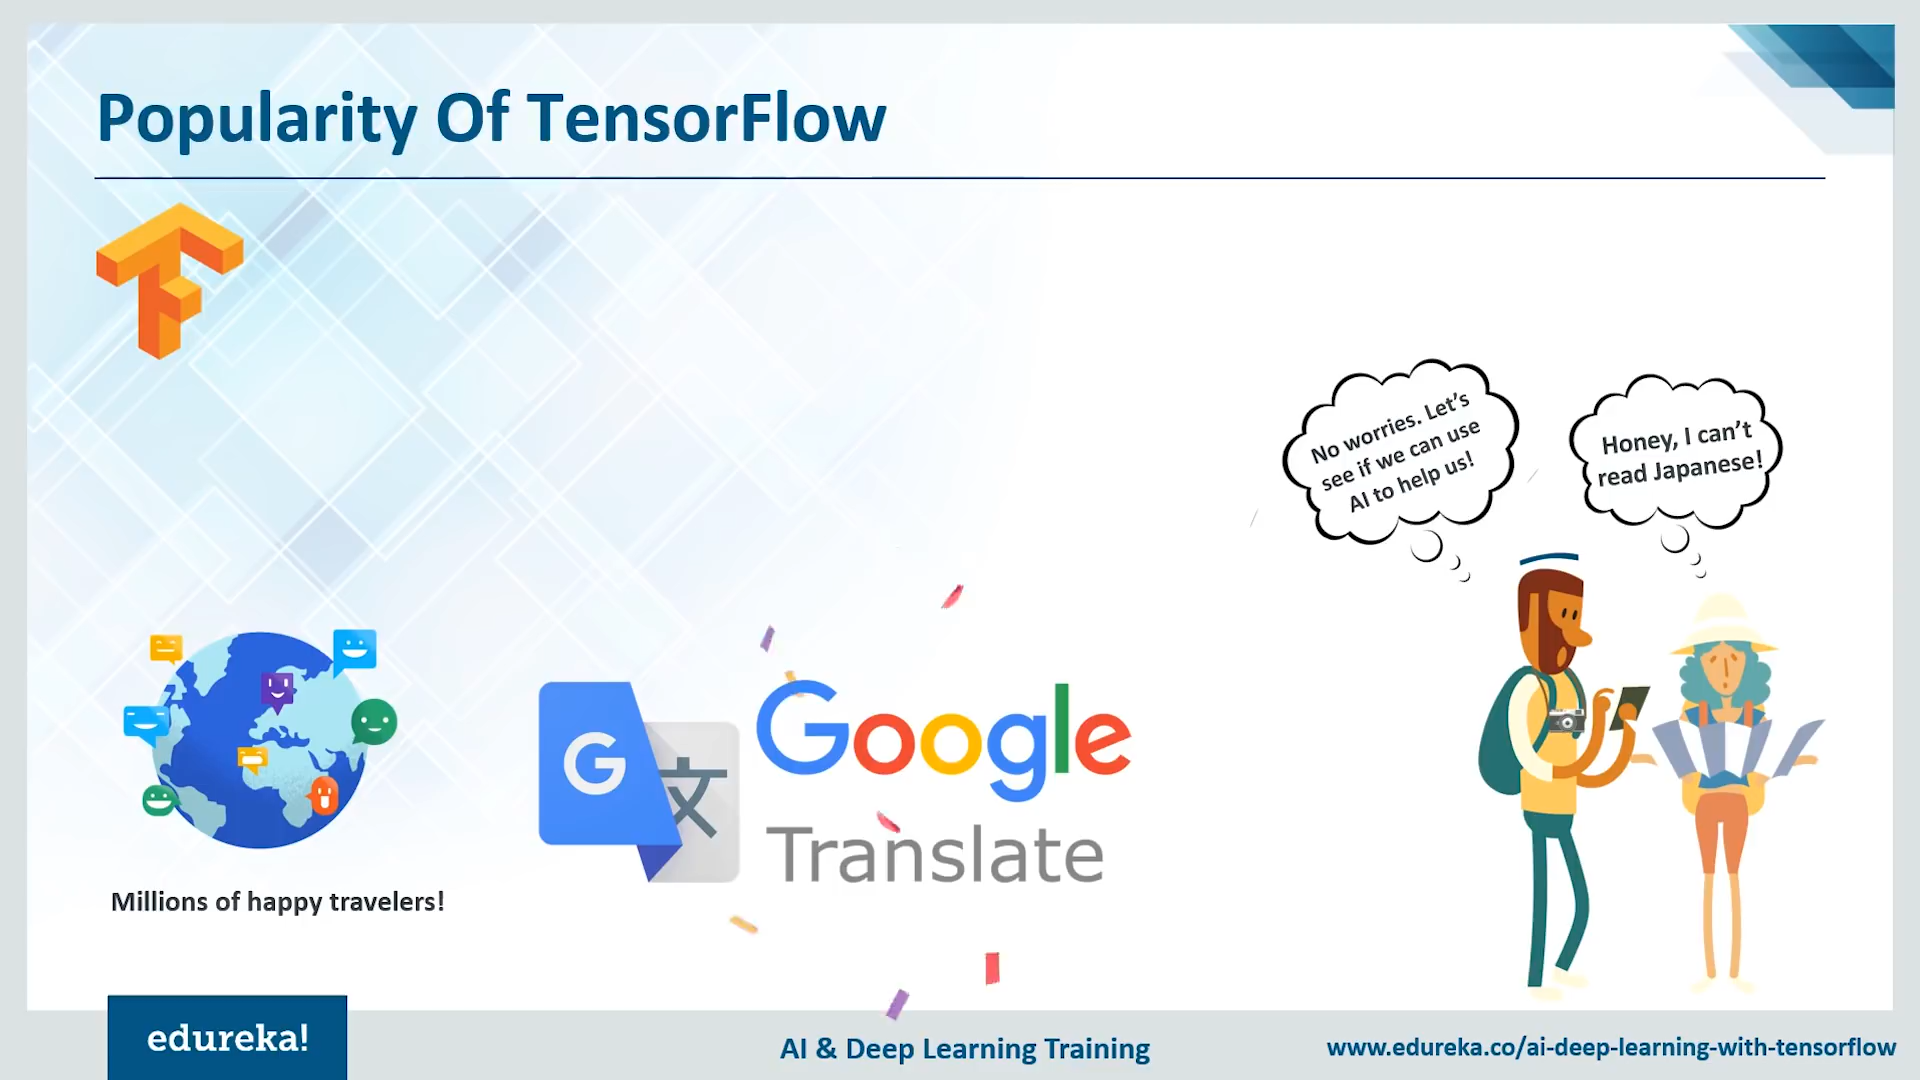 Popularity Of TensorFlow
No worries. Let's
see if we can use
AI to help us!
Honey, I can't
read Japanese!
G
文
Google
Translate
Millions of happy travelers!
edureka!
AI & Deep Learning Training
www.edureka.co/ai-deep-learning-with-tensorflow